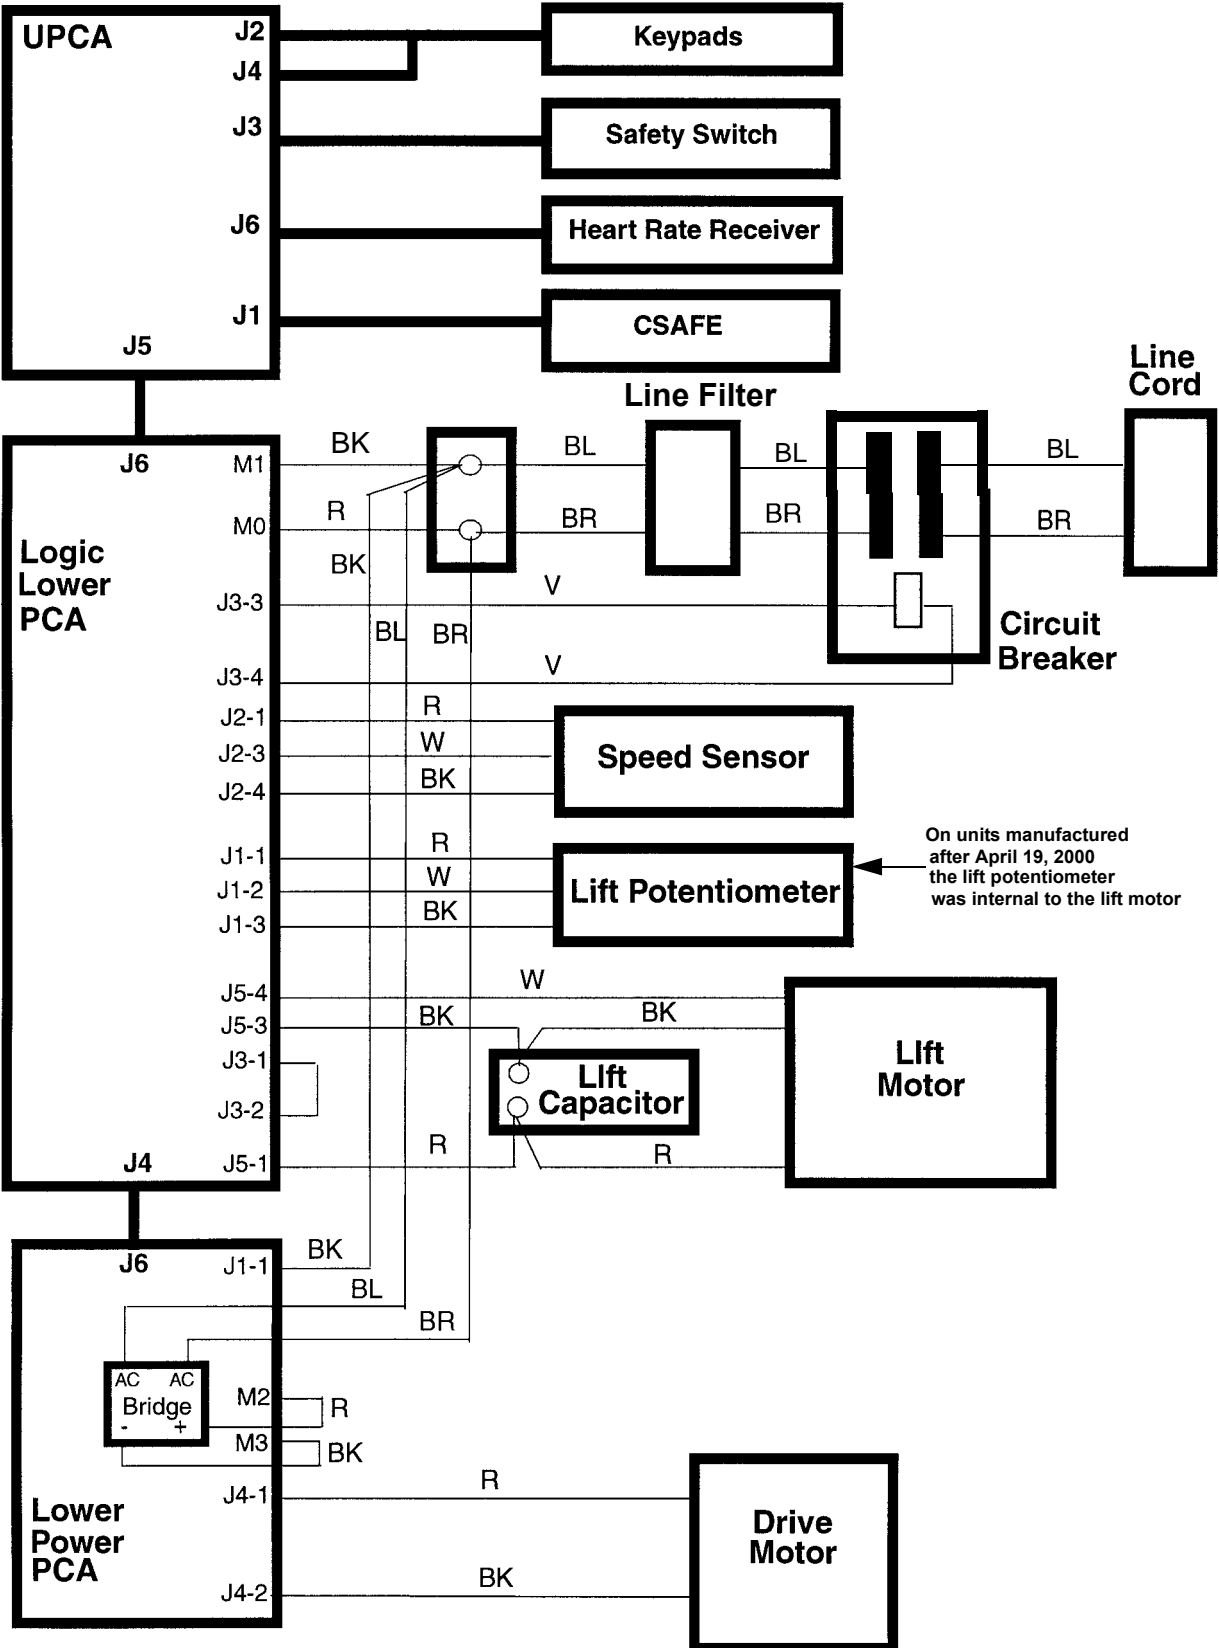 UPCA
J2
Keypads
J4
J3
Safety Switch
J6
Heart Rate Receiver
J1
CSAFE
J5
Line
Cord
Line Filter
J6
M1
BK
BL
BL
BL
M0
R
BR
BR
BR
Logic
Lower
PCA
BK
J3-3
V
BL
BR
Circuit
Breaker
J3-4
V
J2-1
R
J2-3
W
Speed Sensor
J2-4
BK
On units manufactured
after April 19, 2000
the lift potentiometer
was internal to the lift motor
J1-1
R
J1-2
W
Lift Potentiometer
J1-3
BK
J5-4
W
J5-3
BK
BK
J3-1
LIft
Motor
LIft
Capacitor
J3-2
J4
J5-1
R
R
J6
J1-1
BK
BL
BR
AC
AC
Bridge
-
+
M2
R
M3
BK
J4-1
R
Lower
Power
PCA
Drive
Motor
J4-2
BK